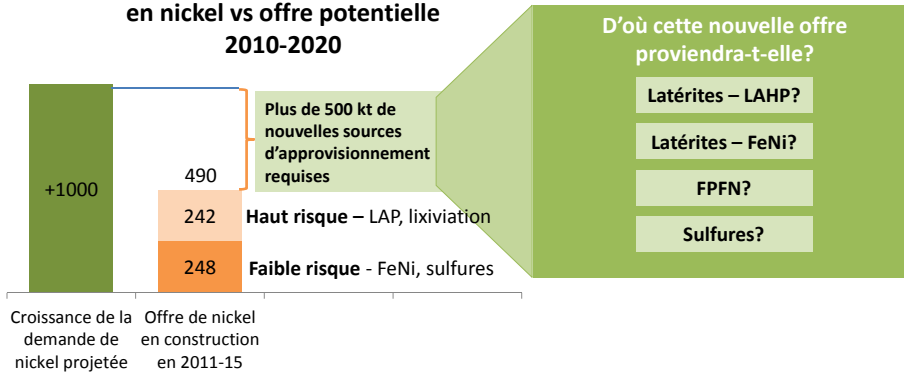 en nickel vs offre potentielle
2010-2020
+1000
490
242
248
Plus de 500 kt de
nouvelles sources
d'approvisionnement
requises
Haut risque – LAP, lixiviation
Faible risque - FeNi, sulfures
Croissance de la
demande de
nickel projetée
Offre de nickel
en construction
en 2011-15
D'où cette nouvelle offre
proviendra-t-elle?
Latérites – LAHP?
Latérites – FeNi?
FPFN?
Sulfures?